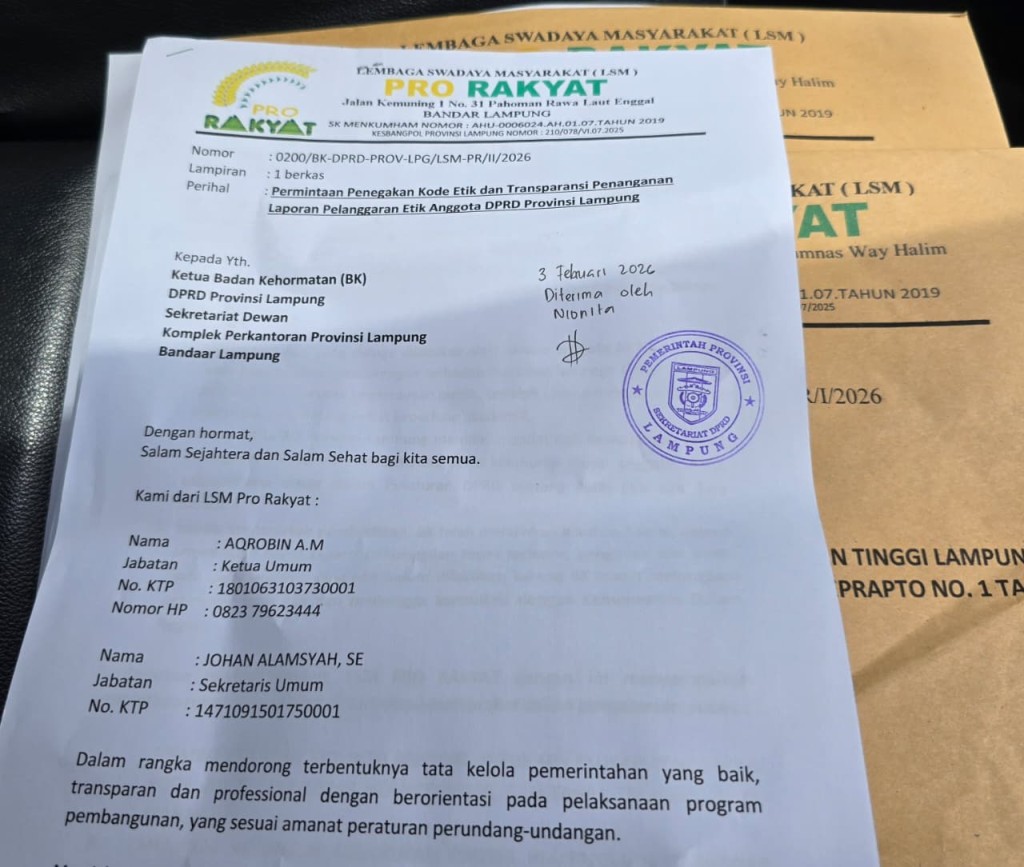 LEMBAGA SWADAYA MASYARAKAT ( LSM )
LEMBAGA SWADAYA MASYARAKAT ( LSM )
PRO RAKYAT
Jalan Kemuning 1 No. 31 Pahoman Rawa Laut Enggal
BANDAR LAMPUNG
SK MENKUMHAM NOMOR : AHU-0006024.AH.01.07.TAHUN 2019
KESBANGPOL PROVINSI LAMPUNG NOMOR : 210/078/VI.07.2025
PRO
RAKYAT
Nomor : 0200/BK-DPRD-PROV-LPG/LSM-PR/II/2026
Lampiran : 1 berkas
Perihal : Permintaan Penegakan Kode Etik dan Transparansi Penanganan
Laporan Pelanggaran Etik Anggota DPRD Provinsi Lampung
Kepada Yth.
Ketua Badan Kehormatan (BK)
DPRD Provinsi Lampung
Sekretariat Dewan
Komplek Perkantoran Provinsi Lampung
Bandaar Lampung
3 Februari 2026
Diterima oleh
Nionita
PEMERINTAH PROVINSI
LAMPUNG
SEKRETARIAT DPRD
LAMPUNG
Dengan hormat,
Salam Sejahtera dan Salam Sehat bagi kita semua.
Kami dari LSM Pro Rakyat :
Nama : AQROBIN A.M
Jabatan : Ketua Umum
No. KTP : 1801063103730001
Nomor HP : 0823 79623444
Nama : JOHAN ALAMSYAH, SE
Jabatan : Sekretaris Umum
No. KTP : 1471091501750001
Dalam rangka mendorong terbentuknya tata kelola pemerintahan yang baik,
transparan dan professional dengan berorientasi pada pelaksanaan program
pembangunan, yang sesuai amanat peraturan perundang-undangan.
y Halim
UN 2019
KAT ( LSM )
AT
mnas Way Halim
1.07.TAHUN 2019
7/2025
R/I/2026
N TINGGI LAMPUN
PRAPTO NO. 1 TA